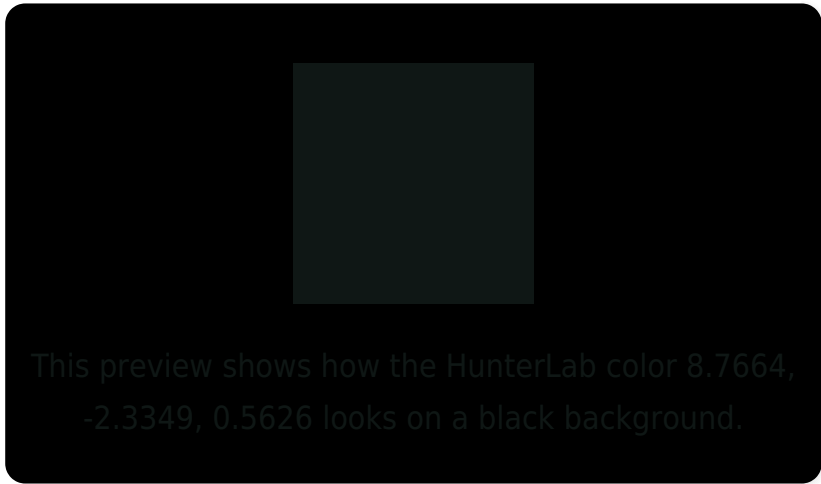 This preview shows how the HunterLab color 8.7664,
-2.3349, 0.5626 looks on a black background.